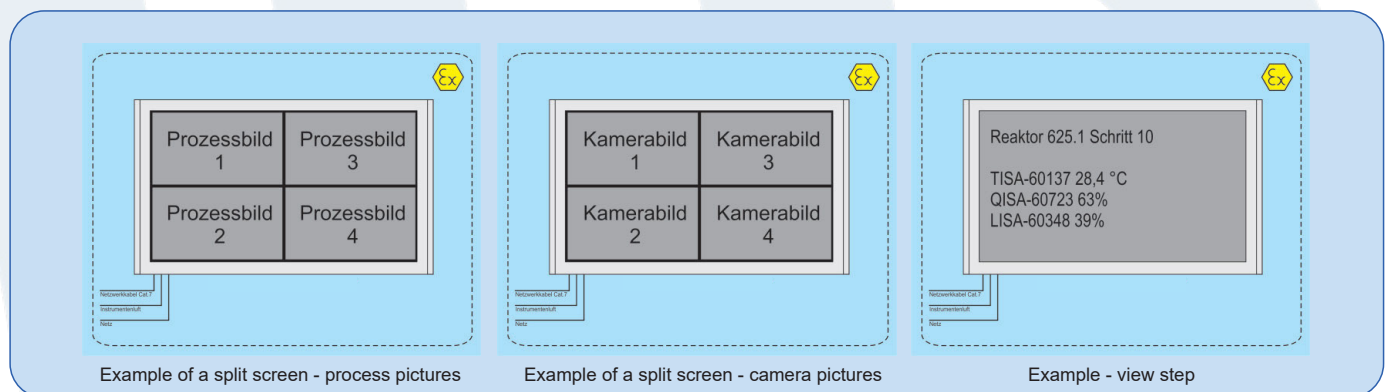 Ex
Prozessbild
1
Prozessbild
3
Prozessbild
2
Prozessbild
4
Netzwerkkabel Cat.7
Instrumentenluft
Netz
Example of a split screen - process pictures
Ex
Kamerabild
1
Kamerabild
3
Kamerabild
2
Kamerabild
4
Netzwerkkabel Cat.7
Instrumentenluft
Netz
Example of a split screen - camera pictures
Ex
Reaktor 625.1 Schritt 10
TISA-60137 28,4 °C
QISA-60723 63%
LISA-60348 39%
Netzwerkkabel Cat.7
Instrumentenluft
Netz
Example - view step